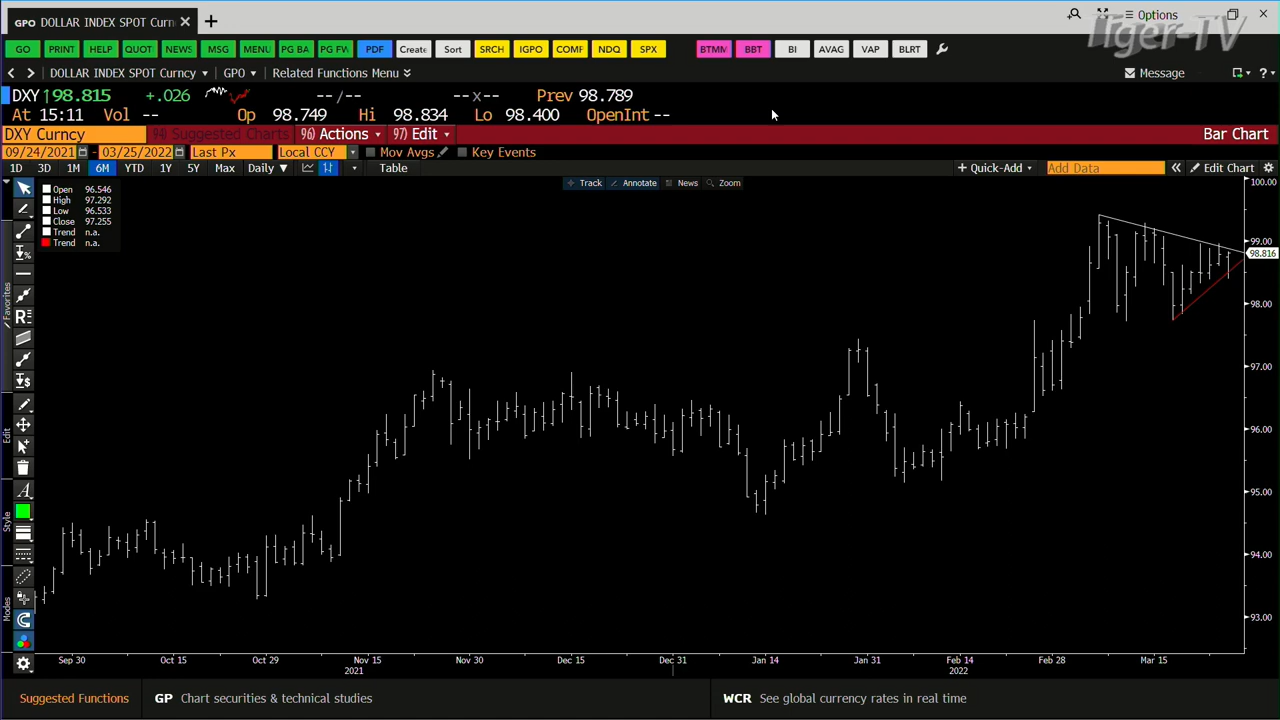 GPO DOLLAR INDEX SPOT Curn
Options
Tiger-TV
GO PRINT HELP QUOT NEWS MSG MENU PG BA PG FW PDF Create Sort SRCH IGPO COMF NDQ SPX BTMM BBT BI AVAG VAP BLRT
DOLLAR INDEX SPOT Curncy GPO Related Functions Menu Message ?
DXY ↑98.815 +.026 --/-- --x-- Prev 98.789
At 15:11 Vol -- Op 98.749 Hi 98.834 Lo 98.400 OpenInt --
DXY Curncy 94) Suggested Charts 96) Actions 97) Edit Bar Chart
09/24/2021 - 03/25/2022 Last Px Local CCY Mov Avgs Key Events
1D 3D 1M 6M YTD 1Y 5Y Max Daily ▼ Table + Quick-Add Add Data « Edit Chart
Track Annotate News Zoom
Open 96.546
High 97.292
Low 96.533
Close 97.255
Trend n.a.
Trend n.a.
Favorites
Edit
Style
Modes
100.00
99.00
98.816
98.00
97.00
96.00
95.00
94.00
93.00
Sep 30 Oct 15 Oct 29 Nov 15 Nov 30 Dec 15 Dec 31 Jan 14 Jan 31 Feb 14 Feb 28 Mar 15
2021 2022
Suggested Functions GP Chart securities & technical studies WCR See global currency rates in real time